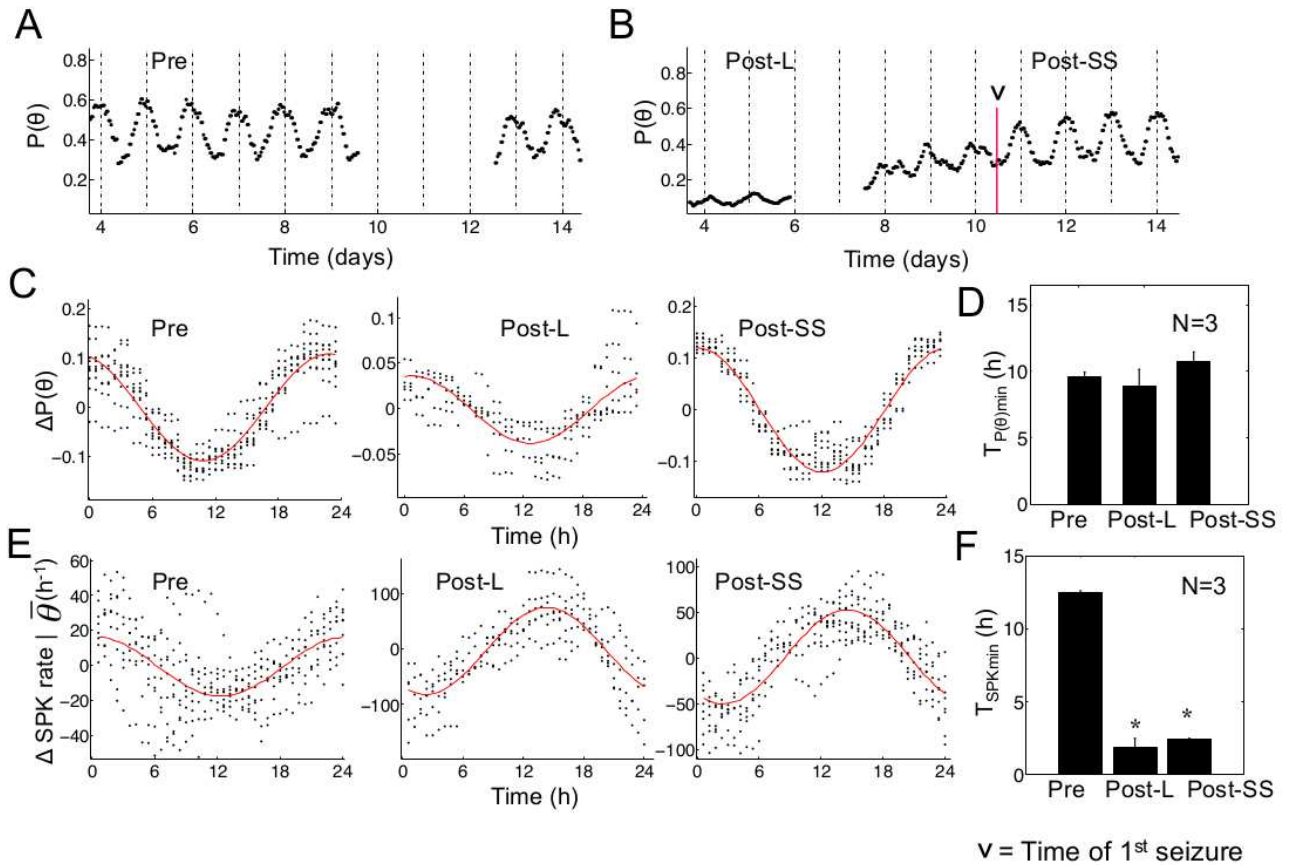 A
Pre
P(θ)
0.8
0.6
0.4
0.2
4 6 8 10 12 14
Time (days)
B
Post-L
Post-SS
v
P(θ)
0.8
0.6
0.4
0.2
4 6 8 10 12 14
Time (days)
C
Pre
ΔP(θ)
0.2
0.1
0
−0.1
0 6 12 18 24
Post-L
0.1
0.05
0
−0.05
0 6 12 18 24
Time (h)
Post-SS
0.2
0.1
0
−0.1
0 6 12 18 24
D
N=3
T P(θ)min (h)
15
10
5
0
Pre Post-L Post-SS
E
Pre
Δ SPK rate | θ̅ (h⁻¹)
60
40
20
0
−20
−40
0 6 12 18 24
Post-L
100
0
−100
0 6 12 18 24
Time (h)
Post-SS
100
50
0
−50
−100
0 6 12 18 24
F
N=3
T SPKmin (h)
15
10
5
0
* *
Pre Post-L Post-SS
v = Time of 1st seizure